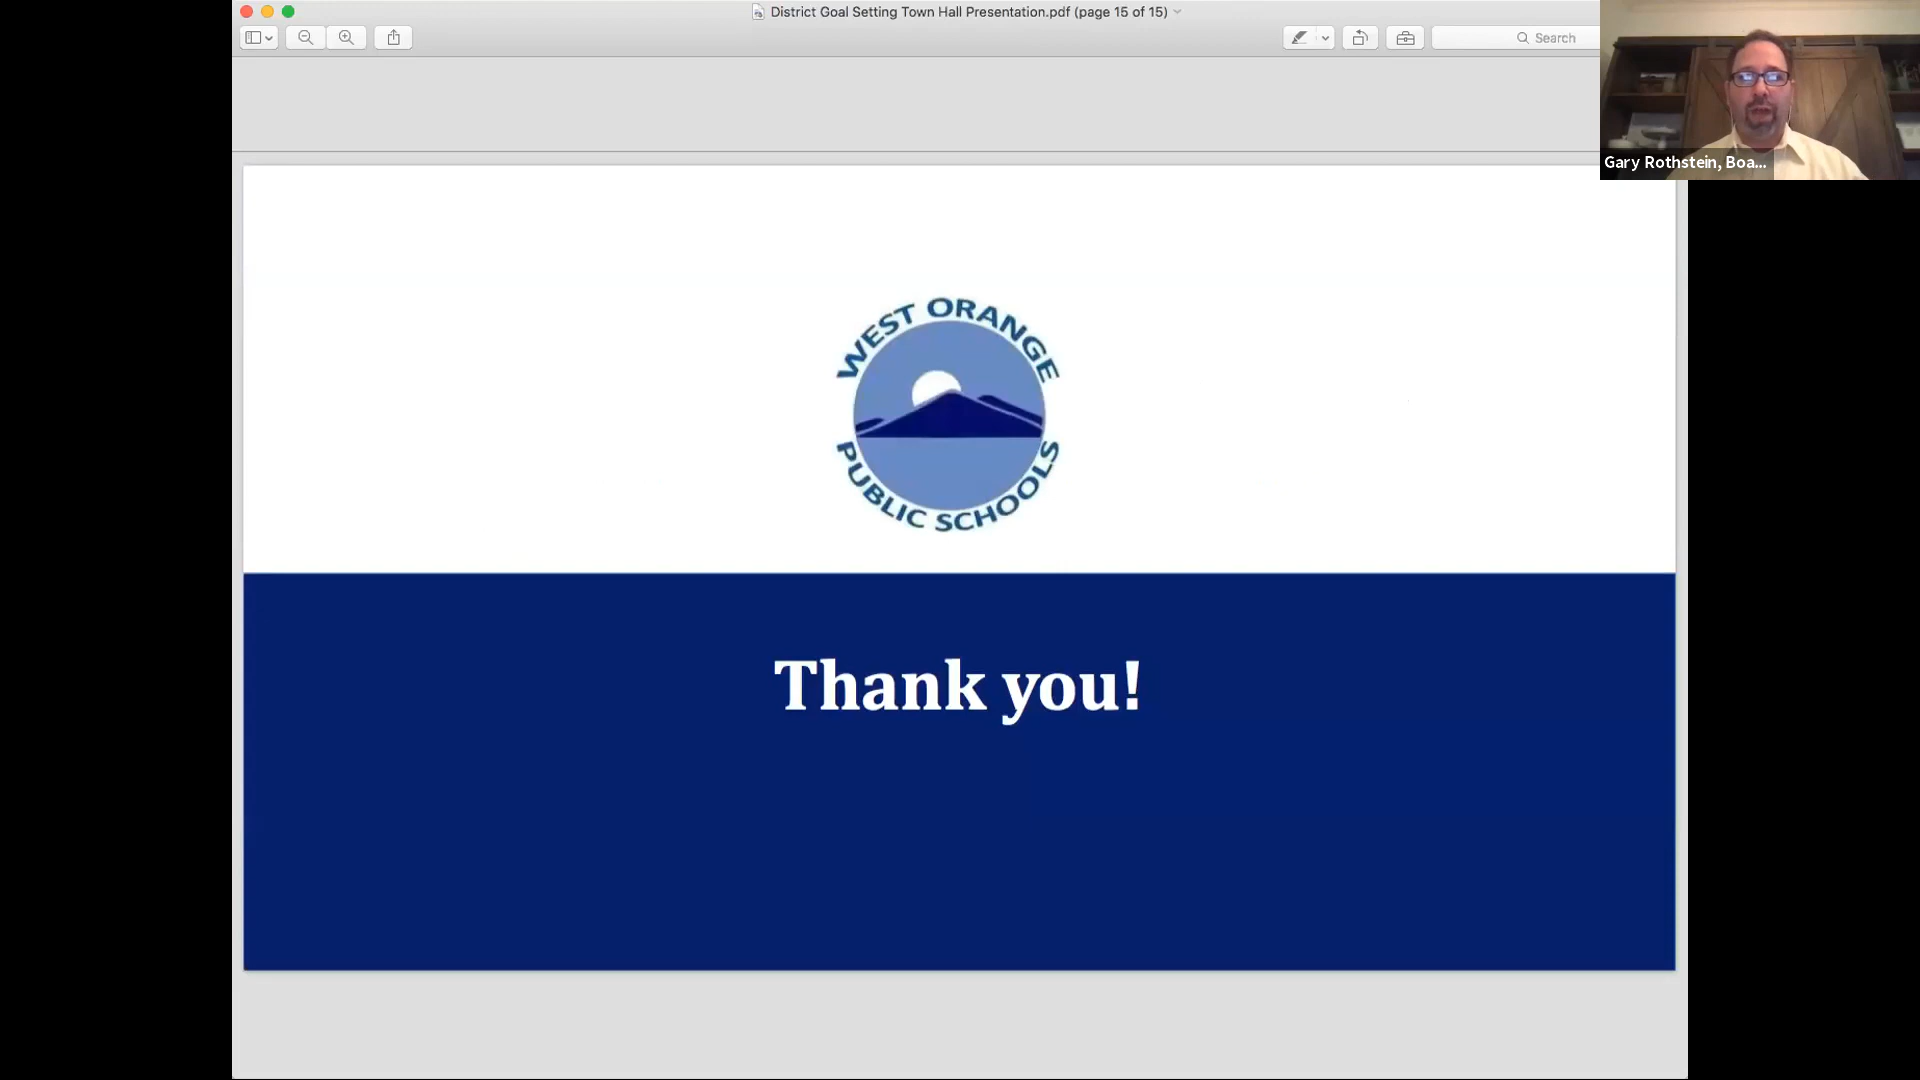 District Goal Setting Town Hall Presentation.pdf (page 15 of 15)
Search
Gary Rothstein, Boa...
WEST ORANGE
PUBLIC SCHOOLS
Thank you!